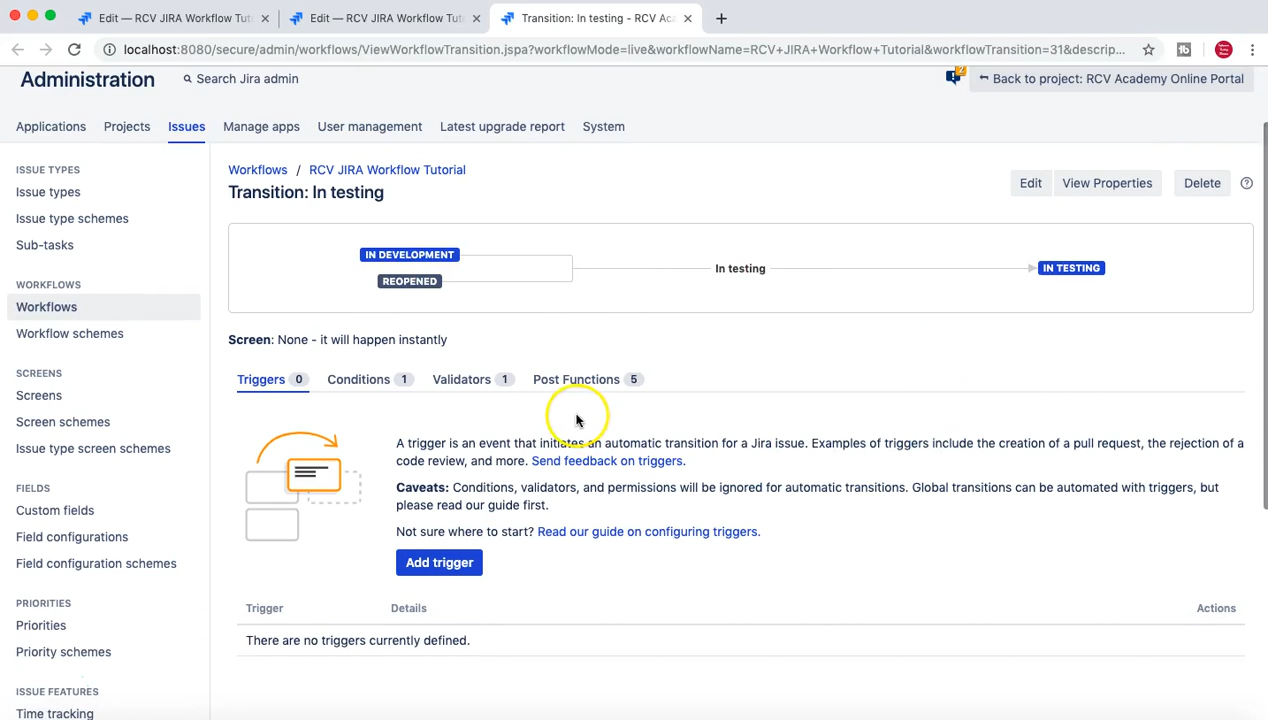 Edit — RCV JIRA Workflow Tut
Edit — RCV JIRA Workflow Tut
Transition: In testing - RCV Ac
localhost:8080/secure/admin/workflows/ViewWorkflowTransition.jspa?workflowMode=live&workflowName=RCV+JIRA+Workflow+Tutorial&workflowTransition=31&descrip...
Administration
Search Jira admin
Back to project: RCV Academy Online Portal
Applications Projects Issues Manage apps User management Latest upgrade report System
ISSUE TYPES
Issue types
Issue type schemes
Sub-tasks
WORKFLOWS
Workflows
Workflow schemes
SCREENS
Screens
Screen schemes
Issue type screen schemes
FIELDS
Custom fields
Field configurations
Field configuration schemes
PRIORITIES
Priorities
Priority schemes
ISSUE FEATURES
Time tracking
Workflows / RCV JIRA Workflow Tutorial
Transition: In testing
Edit View Properties Delete
IN DEVELOPMENT
REOPENED
In testing
IN TESTING
Screen: None - it will happen instantly
Triggers 0 Conditions 1 Validators 1 Post Functions 5
A trigger is an event that initiates an automatic transition for a Jira issue. Examples of triggers include the creation of a pull request, the rejection of a
code review, and more. Send feedback on triggers.
Caveats: Conditions, validators, and permissions will be ignored for automatic transitions. Global transitions can be automated with triggers, but
please read our guide first.
Not sure where to start? Read our guide on configuring triggers.
Add trigger
Trigger Details Actions
There are no triggers currently defined.